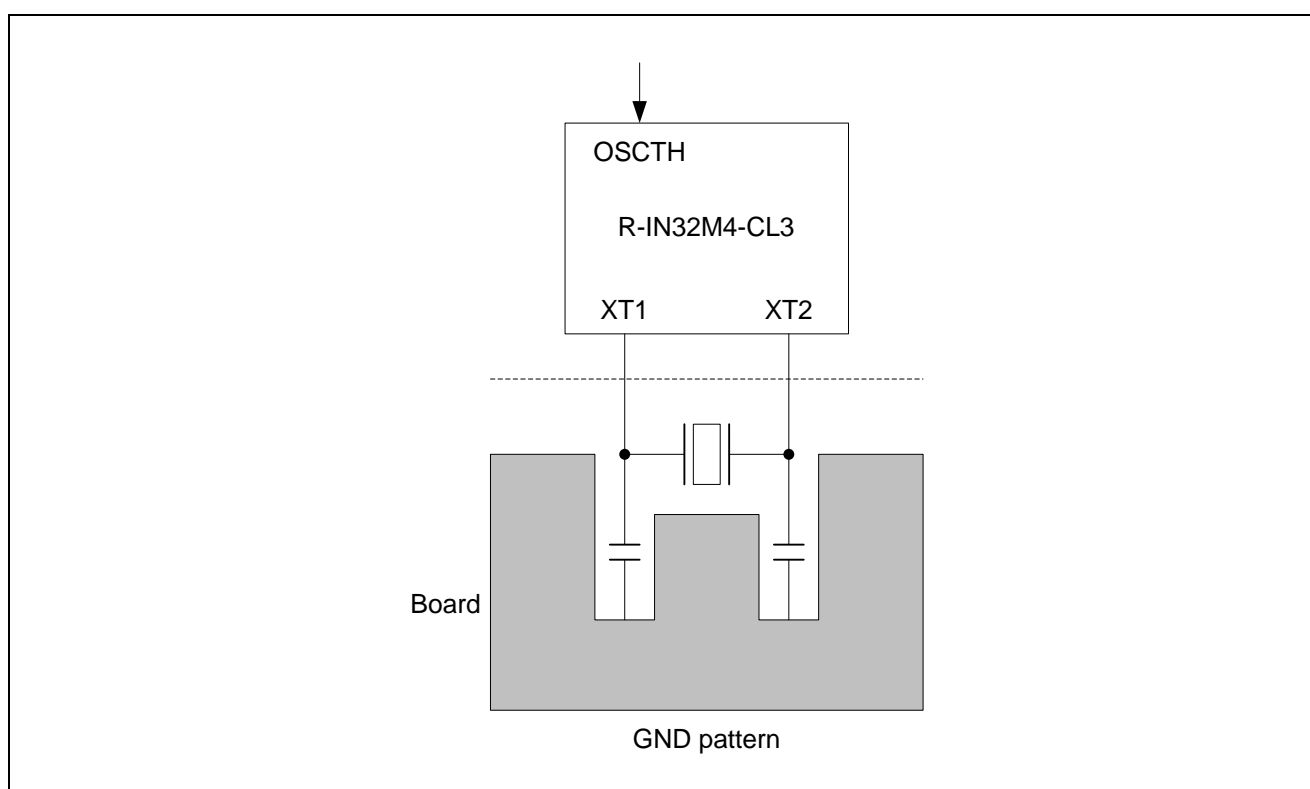 OSCTH
R-IN32M4-CL3
XT1 XT2
Board
GND pattern